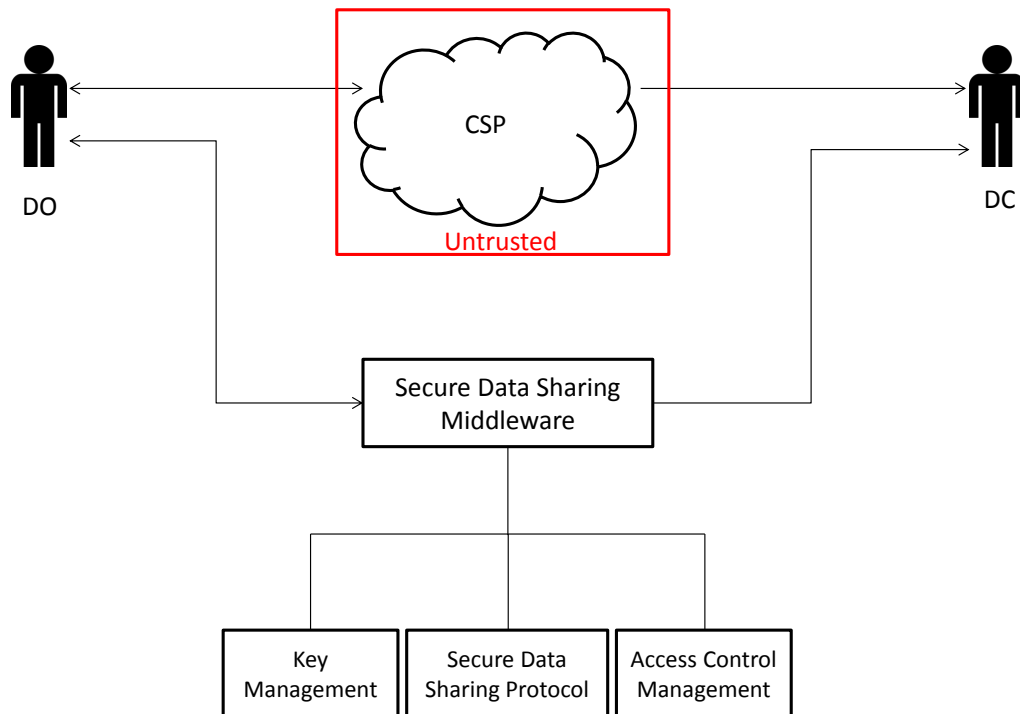 CSP
DO
DC
Untrusted
Secure Data Sharing
Middleware
Key
Management
Secure Data
Sharing Protocol
Access Control
Management